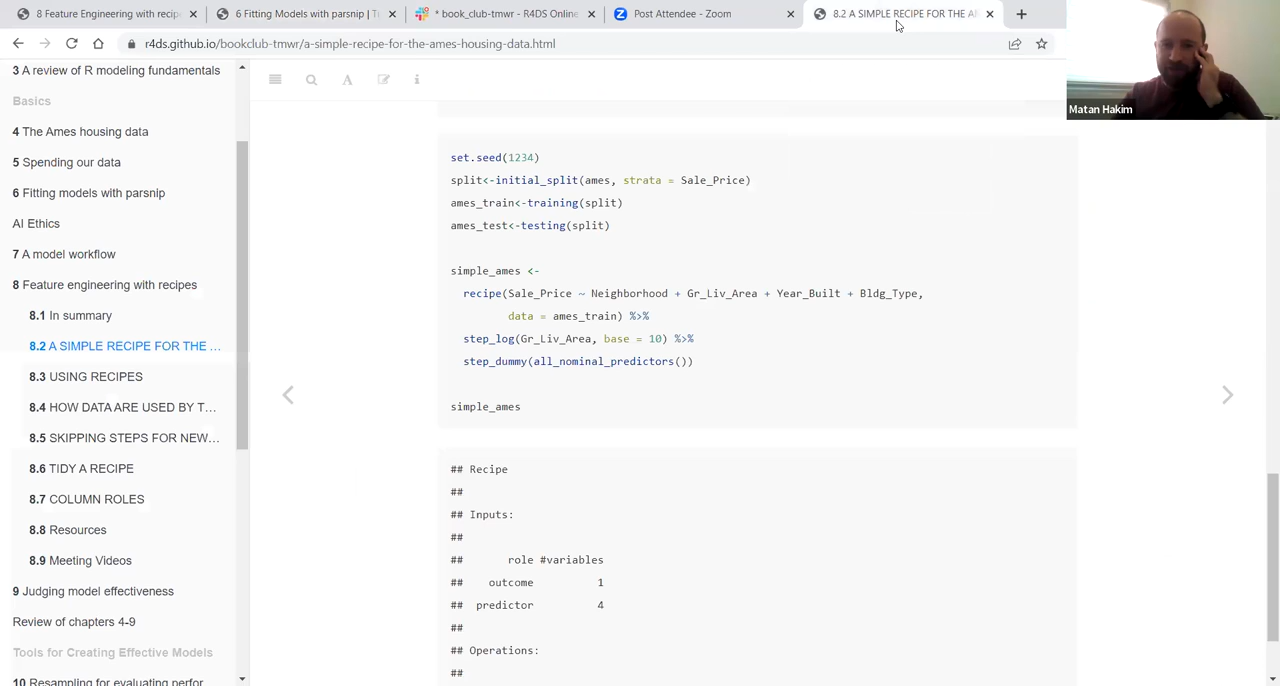 8 Feature Engineering with recip
6 Fitting Models with parsnip | Ti
* book_club-tmwr - R4DS Online
Post Attendee - Zoom
8.2 A SIMPLE RECIPE FOR THE A
r4ds.github.io/bookclub-tmwr/a-simple-recipe-for-the-ames-housing-data.html
Matan Hakim
3 A review of R modeling fundamentals
Basics
4 The Ames housing data
5 Spending our data
6 Fitting models with parsnip
AI Ethics
7 A model workflow
8 Feature engineering with recipes
8.1 In summary
8.2 A SIMPLE RECIPE FOR THE …
8.3 USING RECIPES
8.4 HOW DATA ARE USED BY T…
8.5 SKIPPING STEPS FOR NEW…
8.6 TIDY A RECIPE
8.7 COLUMN ROLES
8.8 Resources
8.9 Meeting Videos
9 Judging model effectiveness
Review of chapters 4-9
Tools for Creating Effective Models
10 Resampling for evaluating perfor
set.seed(1234)
split<-initial_split(ames, strata = Sale_Price)
ames_train<-training(split)
ames_test<-testing(split)
simple_ames <-
recipe(Sale_Price ~ Neighborhood + Gr_Liv_Area + Year_Built + Bldg_Type,
data = ames_train) %>%
step_log(Gr_Liv_Area, base = 10) %>%
step_dummy(all_nominal_predictors())
simple_ames
## Recipe
##
## Inputs:
##
## role #variables
## outcome 1
## predictor 4
##
## Operations:
##